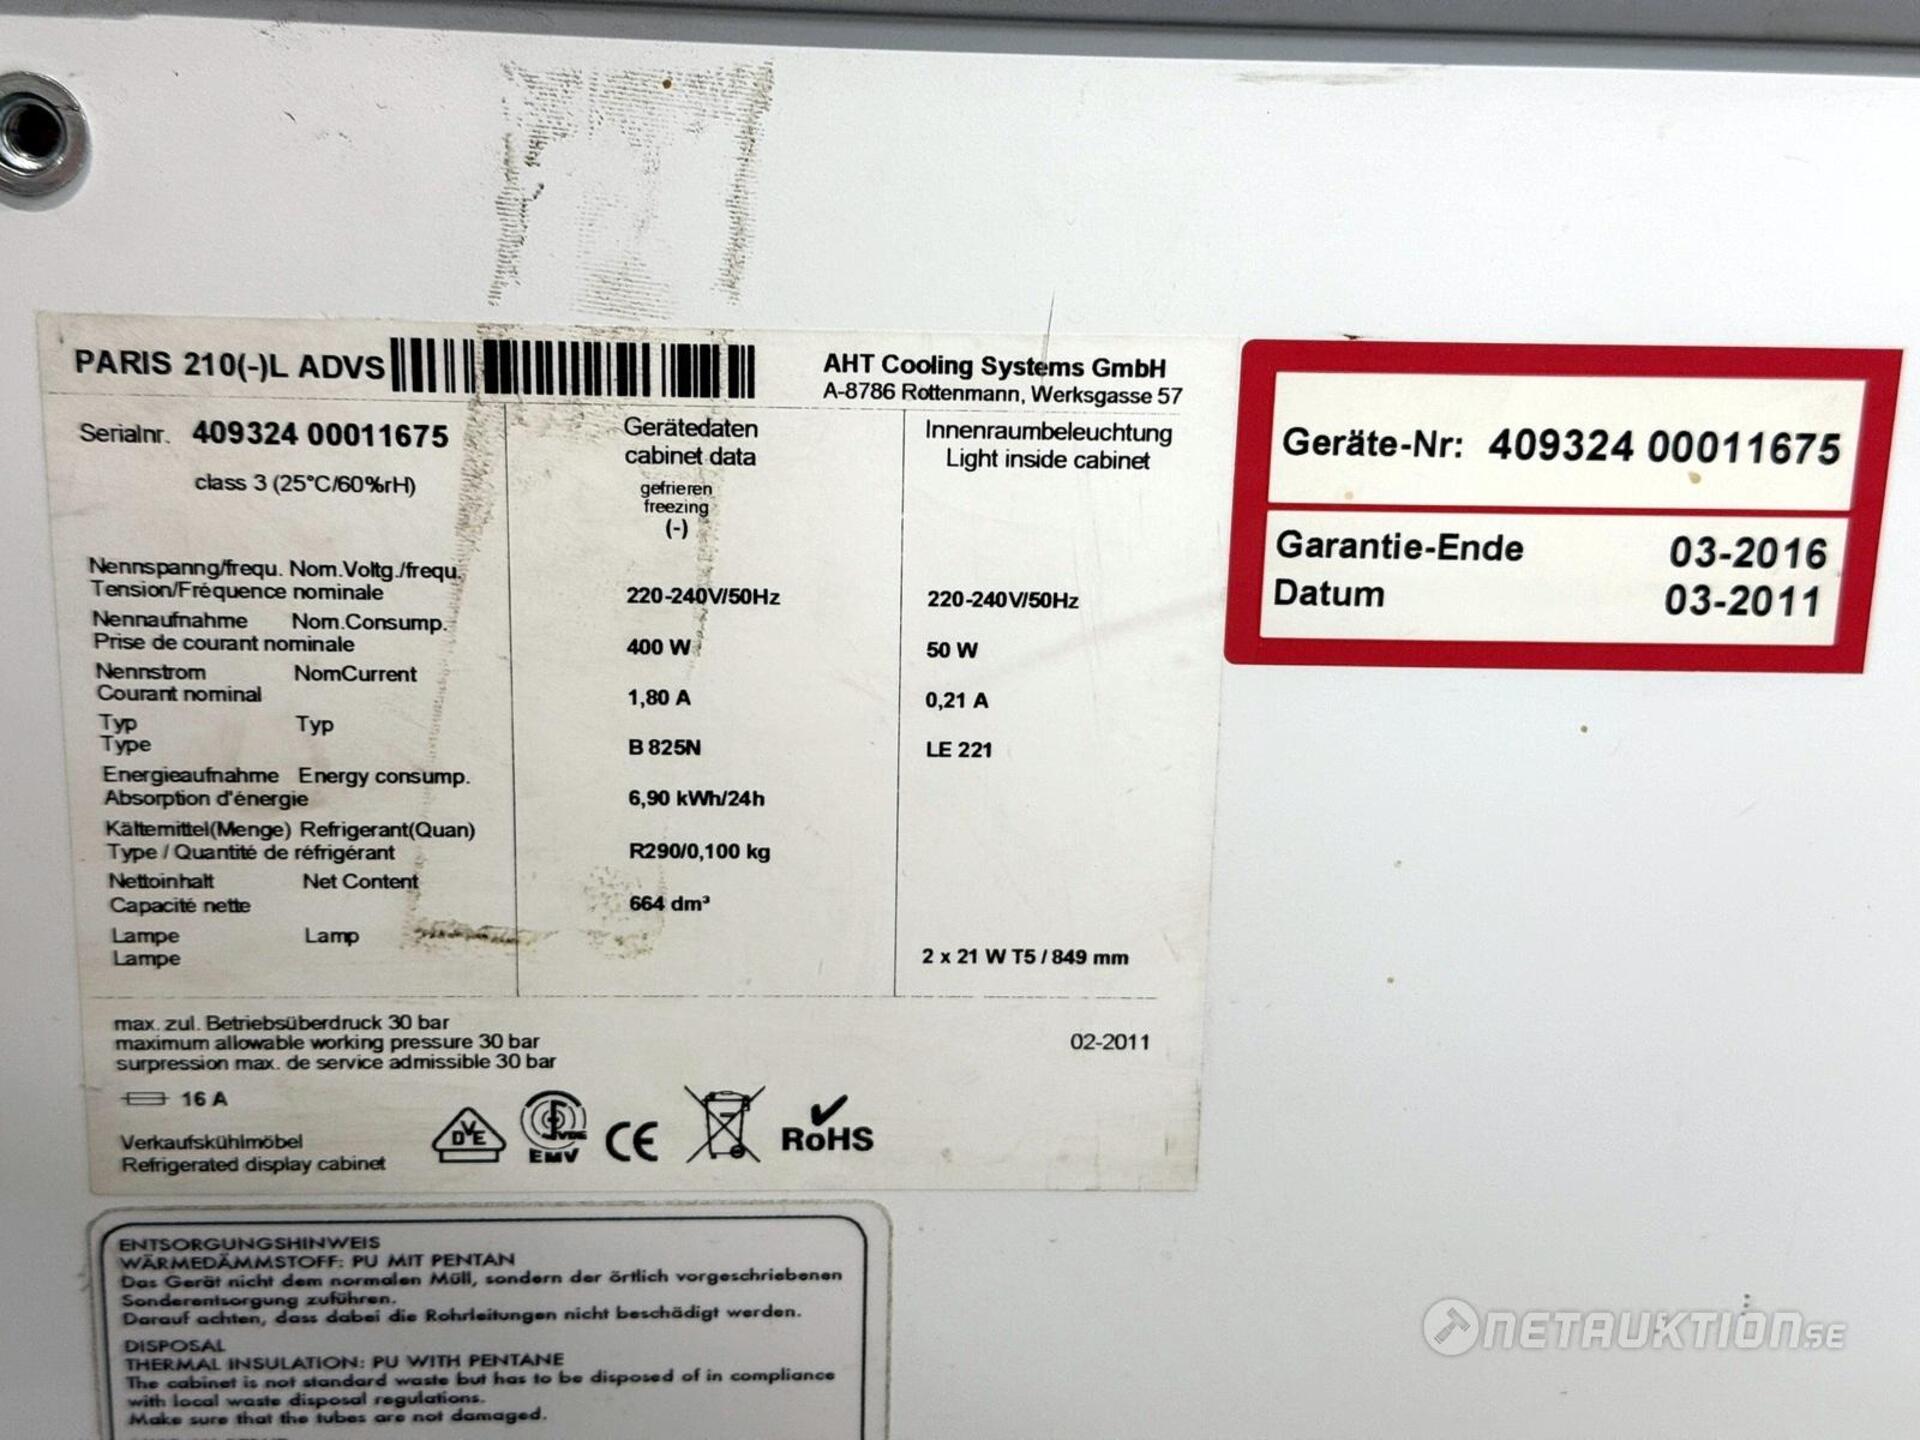 PARIS 210(-)L ADVS
AHT Cooling Systems GmbH
A-8786 Rottenmann, Werksgasse 57
Serialnr. 409324 00011675
class 3 (25°C/60%rH)
Gerätedaten
cabinet data
gefrieren
freezing
(-)
Innenraumbeleuchtung
Light inside cabinet
Nennspanng/frequ. Nom.Voltg./frequ.
Tension/Fréquence nominale
220-240V/50Hz
220-240V/50Hz
Nennaufnahme Nom.Consump.
Prise de courant nominale
400 W
50 W
Nennstrom NomCurrent
Courant nominal
1,80 A
0,21 A
Typ Typ
Type
B 825N
LE 221
Energieaufnahme Energy consump.
Absorption d'énergie
6,90 kWh/24h
Kältemittel(Menge) Refrigerant(Quan)
Type / Quantité de réfrigérant
R290/0,100 kg
Nettoinhalt Net Content
Capacité nette
664 dm³
Lampe Lamp
Lampe
2 x 21 W T5 / 849 mm
max. zul. Betriebsüberdruck 30 bar
maximum allowable working pressure 30 bar
surpression max. de service admissible 30 bar
02-2011
16 A
Verkaufskühlmöbel
Refrigerated display cabinet
DVE
VDE
EMV
CE
RoHS
Geräte-Nr: 409324 00011675
Garantie-Ende 03-2016
Datum 03-2011
ENTSORGUNGSHINWEIS
WÄRMEDÄMMSTOFF: PU MIT PENTAN
Das Gerät nicht dem normalen Müll, sondern der örtlich vorgeschriebenen
Sonderentsorgung zuführen.
Darauf achten, dass dabei die Rohrleitungen nicht beschädigt werden.
DISPOSAL
THERMAL INSULATION: PU WITH PENTANE
The cabinet is not standard waste but has to be disposed of in compliance
with local waste disposal regulations.
Make sure that the tubes are not damaged.
NETAUKTION.SE